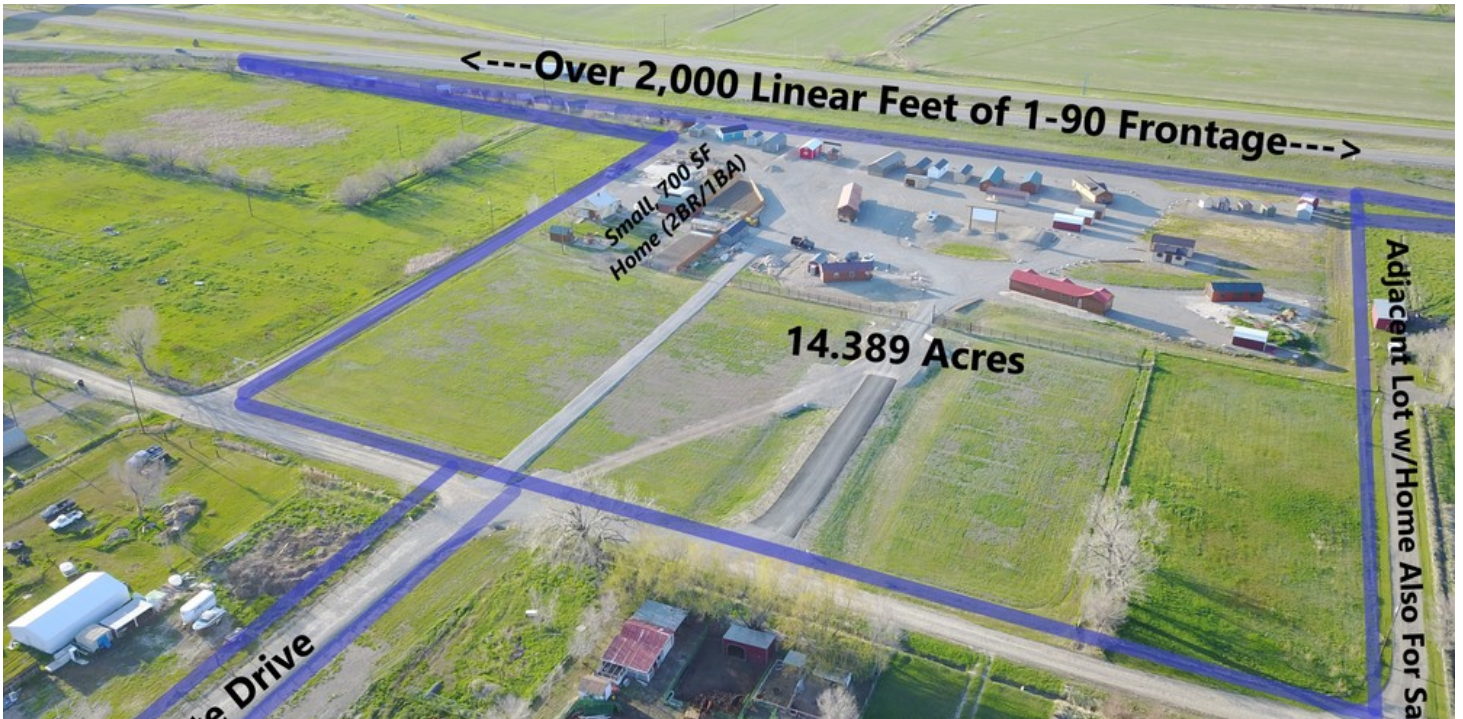 <---Over 2,000 Linear Feet of 1-90 Frontage--->
Small, 700 SF
Home (2BR/1BA)
14.389 Acres
Adjacent Lot w/Home Also For
Drive